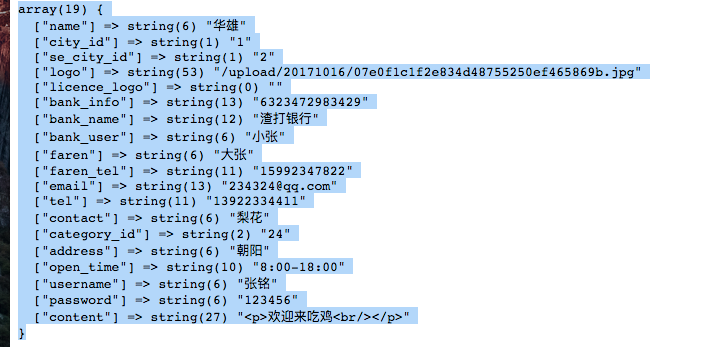 array(19) {
["name"] => string(6) "华雄"
["city_id"] => string(1) "1"
["se_city_id"] => string(1) "2"
["logo"] => string(53) "/upload/20171016/07e0f1c1f2e834d48755250ef465869b.jpg"
["licence_logo"] => string(0) ""
["bank_info"] => string(13) "6323472983429"
["bank_name"] => string(12) "渣打银行"
["bank_user"] => string(6) "小张"
["faren"] => string(6) "大张"
["faren_tel"] => string(11) "15992347822"
["email"] => string(13) "234324@qq.com"
["tel"] => string(11) "13922334411"
["contact"] => string(6) "梨花"
["category_id"] => string(2) "24"
["address"] => string(6) "朝阳"
["open_time"] => string(10) "8:00-18:00"
["username"] => string(6) "张铭"
["password"] => string(6) "123456"
["content"] => string(27) "<p>欢迎来吃鸡<br/></p>"
}